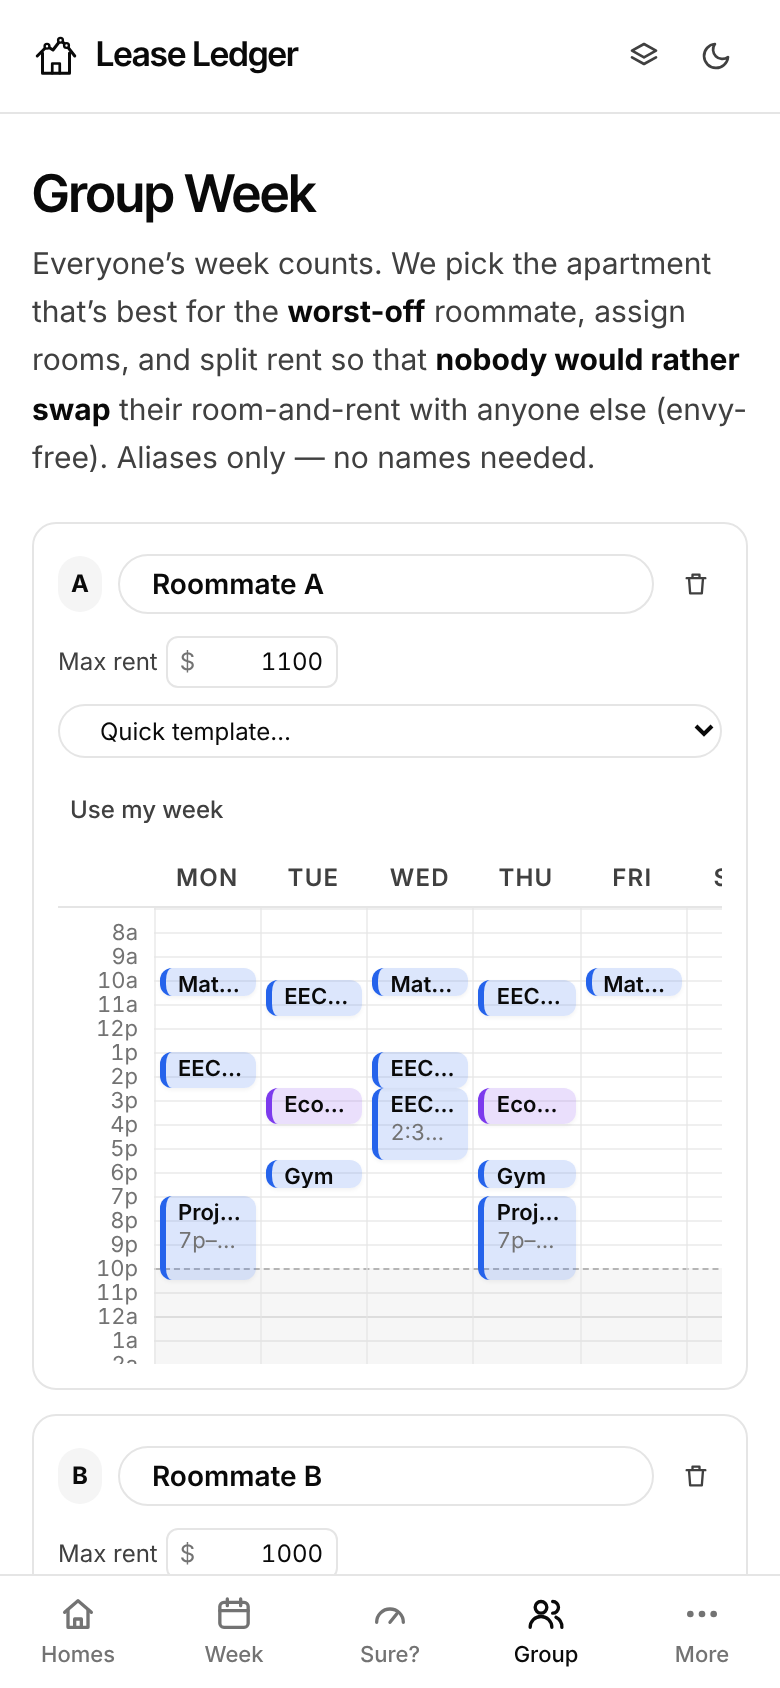 Lease Ledger
Group Week
Everyone’s week counts. We pick the apartment
that’s best for the worst-off roommate, assign
rooms, and split rent so that nobody would rather
swap their room-and-rent with anyone else (envy-
free). Aliases only — no names needed.
A
Roommate A
Max rent $ 1100
Quick template...
Use my week
MON TUE WED THU FRI
8a
9a
10a
11a
12p
1p
2p
3p
4p
5p
6p
7p
8p
9p
10p
11p
12a
1a
Mat... EEC... Mat... EEC... Mat...
EEC... EEC...
Eco... EEC... Eco...
2:3...
Gym Gym
Proj... Proj...
7p–... 7p–...
B
Roommate B
Max rent $ 1000
Homes Week Sure? Group More